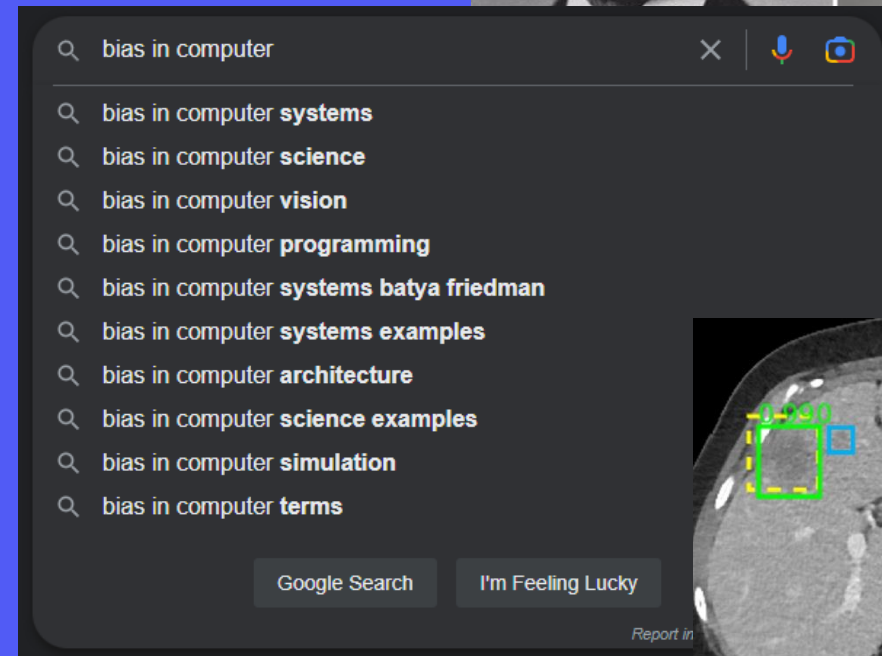 bias in computer
bias in computer systems
bias in computer science
bias in computer vision
bias in computer programming
bias in computer systems batya friedman
bias in computer systems examples
bias in computer architecture
bias in computer science examples
bias in computer simulation
bias in computer terms
0.990
Google Search I'm Feeling Lucky
Report in